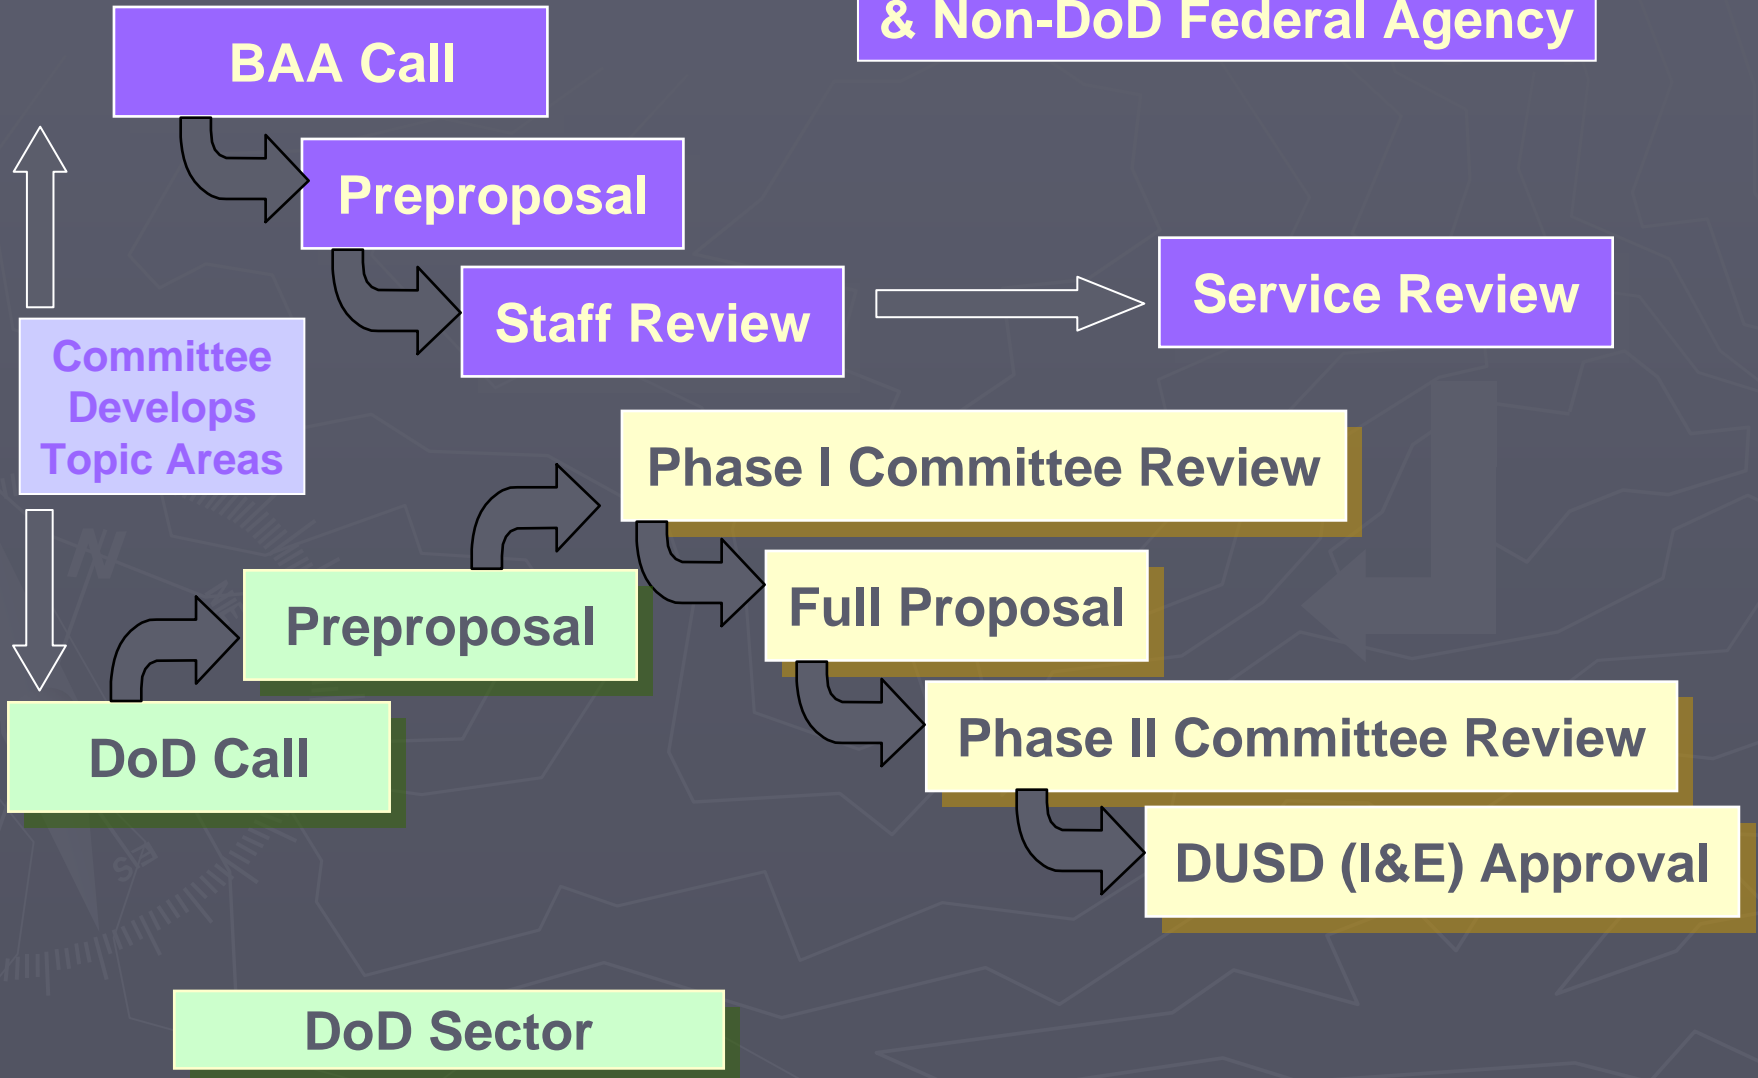 & Non-DoD Federal Agency
BAA Call
Preproposal
Staff Review
Service Review
Committee
Develops
Topic Areas
Phase I Committee Review
Preproposal
Full Proposal
DoD Call
Phase II Committee Review
DUSD (I&E) Approval
DoD Sector
N